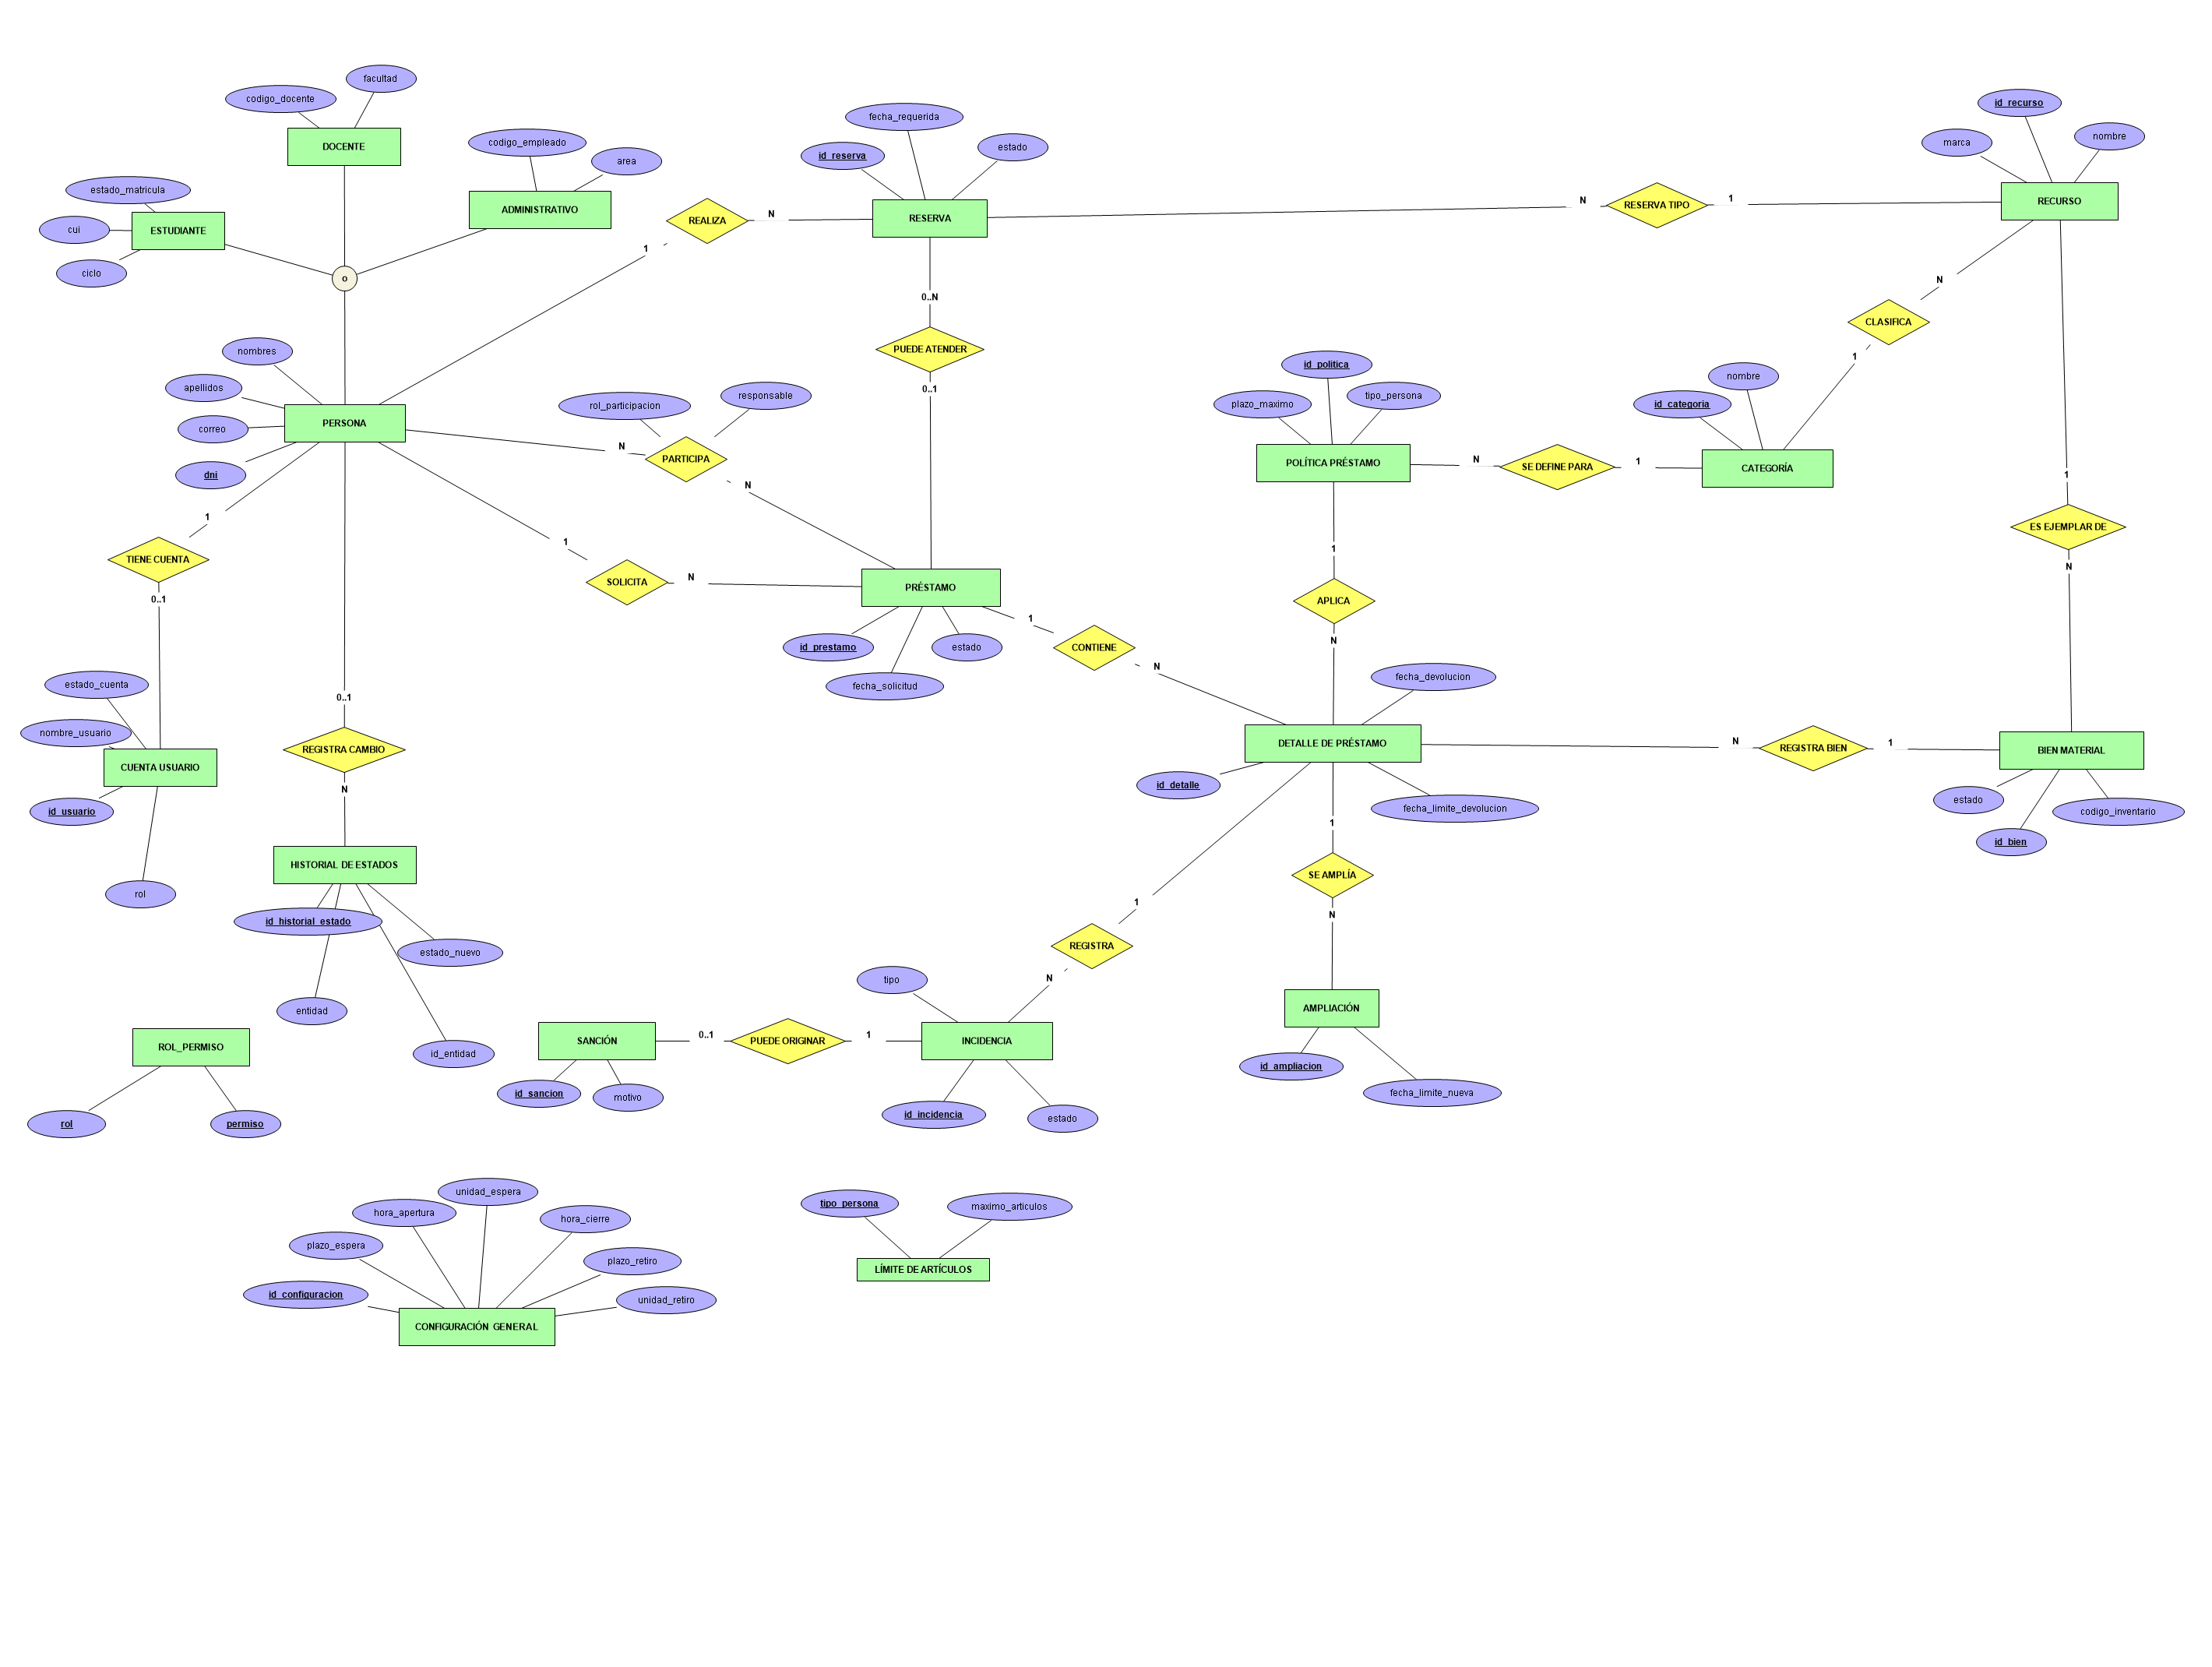 facultad
codigo_docente
id_recurso
fecha_requerida
nombre
codigo_empleado
marca
DOCENTE
estado
id_reserva
area
estado_matricula
RECURSO
RESERVA TIPO
N
1
ADMINISTRATIVO
N
REALIZA
RESERVA
cui
ESTUDIANTE
1
ciclo
o
N
0..N
CLASIFICA
PUEDE ATENDER
nombres
1
id_politica
nombre
apellidos
0..1
responsable
tipo_persona
rol_participacion
plazo_maximo
id_categoria
PERSONA
correo
N
PARTICIPA
N
1
POLÍTICA PRÉSTAMO
SE DEFINE PARA
CATEGORÍA
dni
1
N
1
ES EJEMPLAR DE
1
1
TIENE CUENTA
N
N
SOLICITA
PRÉSTAMO
0..1
APLICA
1
N
id_prestamo
estado
CONTIENE
N
fecha_devolucion
estado_cuenta
fecha_solicitud
0..1
nombre_usuario
N
DETALLE DE PRÉSTAMO
1
REGISTRA CAMBIO
REGISTRA BIEN
BIEN MATERIAL
CUENTA USUARIO
id_detalle
N
estado
id_usuario
fecha_limite_devolucion
codigo_inventario
1
id_bien
HISTORIAL DE ESTADOS
SE AMPLÍA
rol
1
N
id_historial_estado
REGISTRA
estado_nuevo
N
tipo
entidad
AMPLIACIÓN
0..1
1
SANCIÓN
PUEDE ORIGINAR
INCIDENCIA
ROL_PERMISO
id_entidad
id_ampliacion
id_sancion
motivo
fecha_limite_nueva
id_incidencia
estado
rol
permiso
unidad_espera
tipo_persona
maximo_articulos
hora_apertura
hora_cierre
plazo_espera
plazo_retiro
LÍMITE DE ARTÍCULOS
id_configuracion
unidad_retiro
CONFIGURACIÓN GENERAL